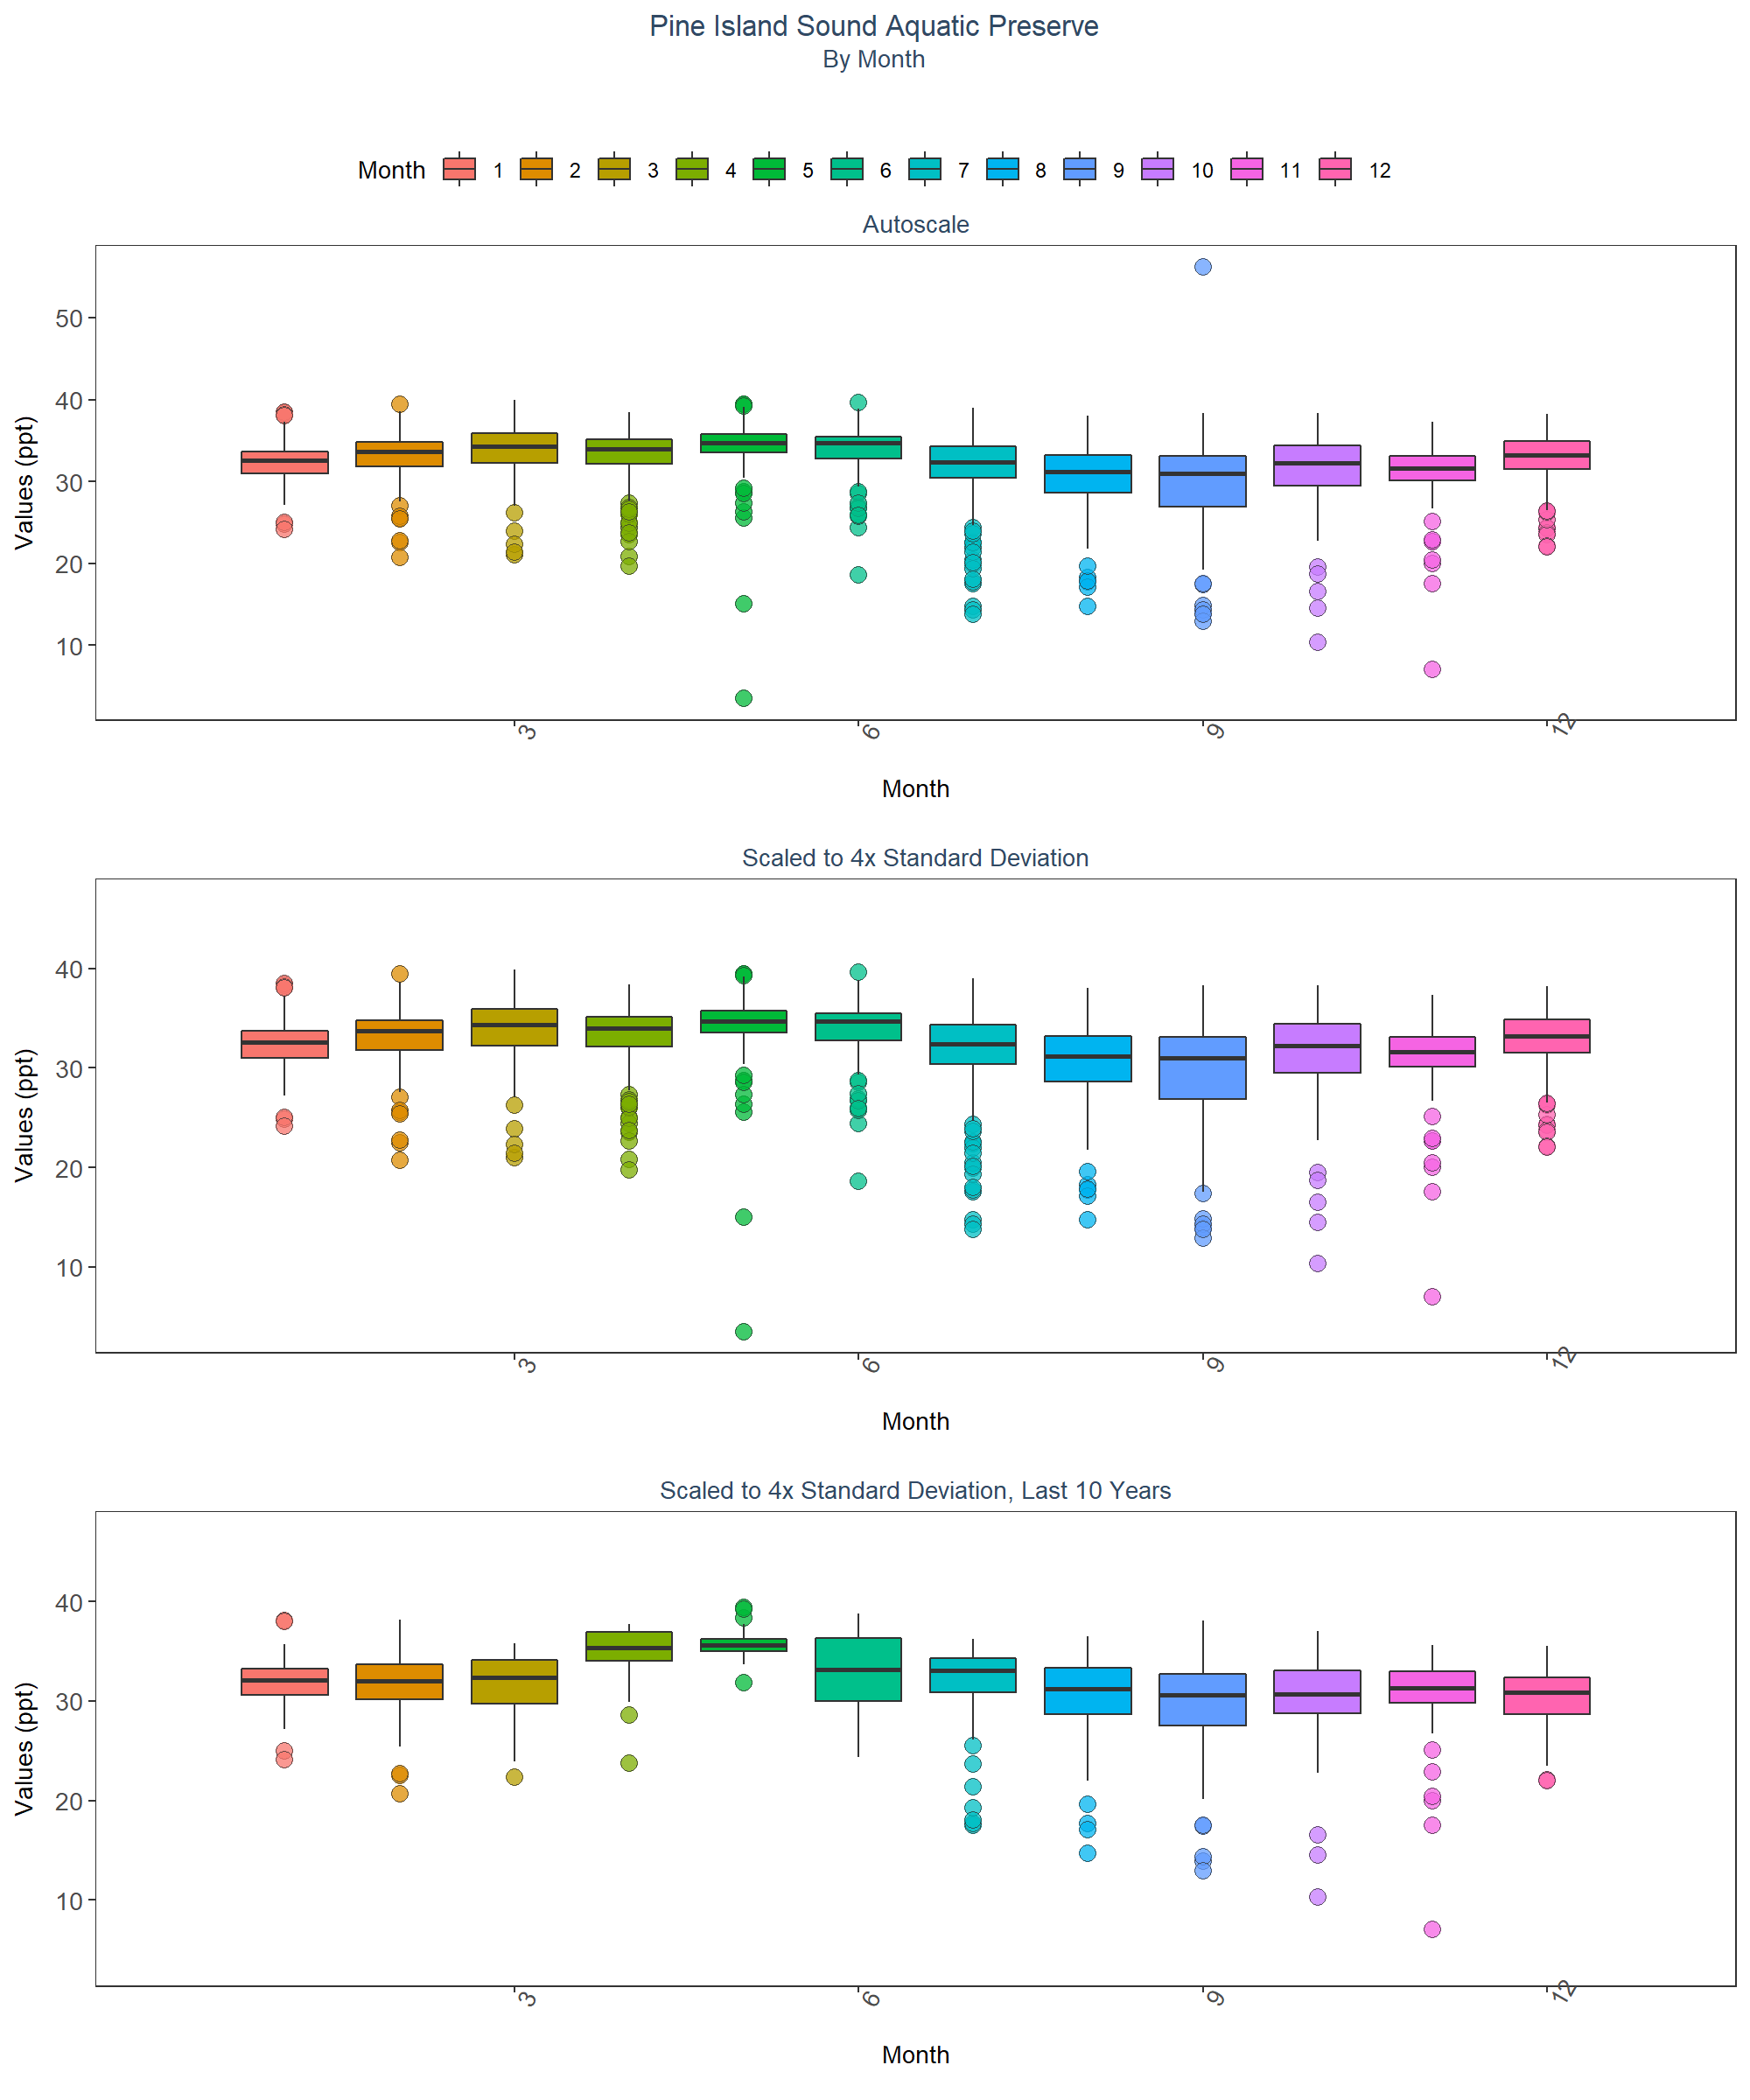 Pine Island Sound Aquatic Preserve
By Month
Month 1 2 3 4 5 6 7 8 9 10 11 12
Autoscale
Values (ppt)
50
40
30
20
10
3 6 9 12
Month
Scaled to 4x Standard Deviation
Values (ppt)
40
30
20
10
3 6 9 12
Month
Scaled to 4x Standard Deviation, Last 10 Years
Values (ppt)
40
30
20
10
3 6 9 12
Month